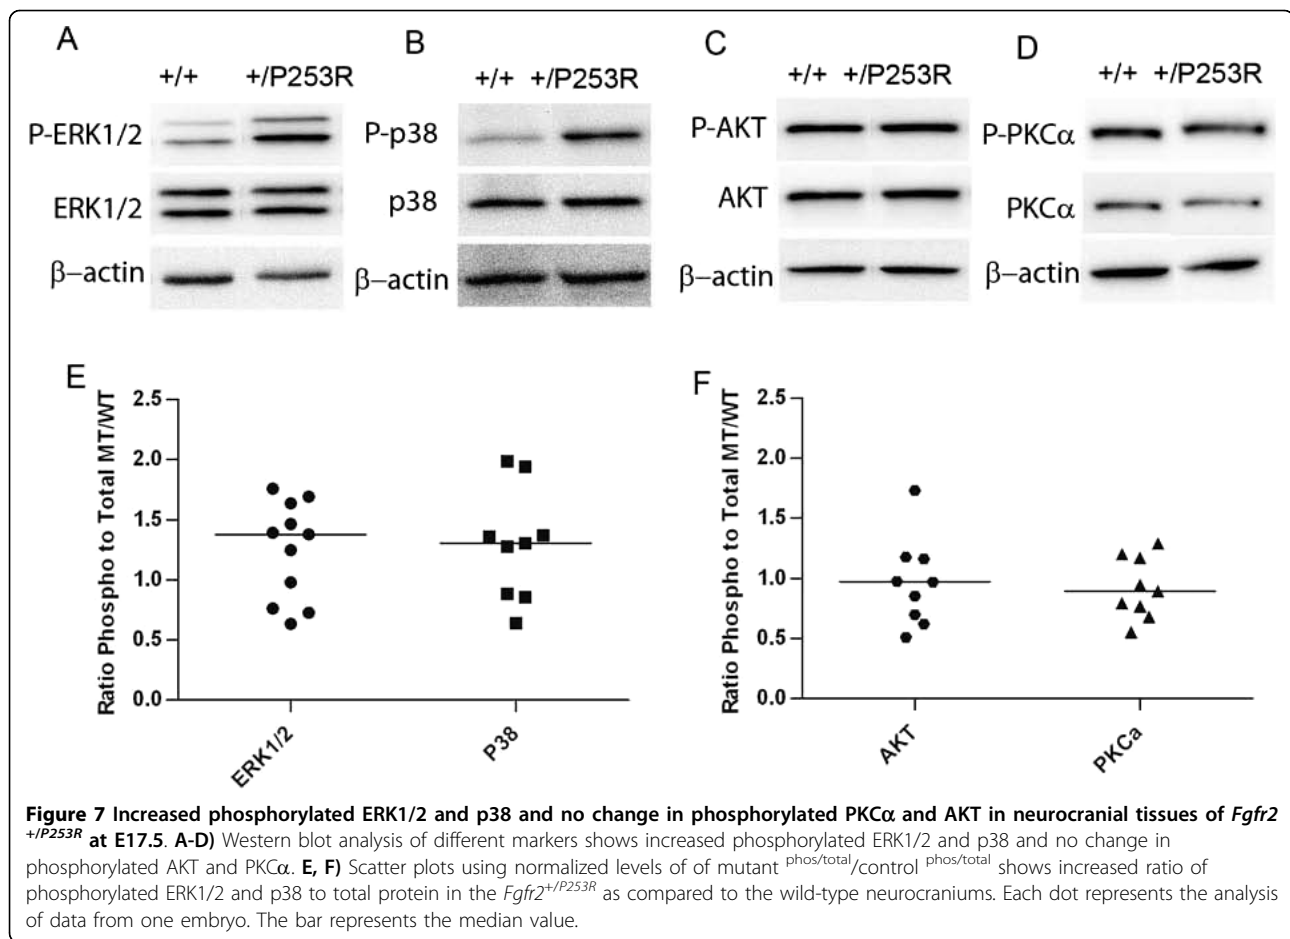 A
B
C
D
+/+ +/P253R
+/+ +/P253R
+/+ +/P253R
+/+ +/P253R
P-ERK1/2
P-p38
P-AKT
P-PKCα
ERK1/2
p38
AKT
PKCα
β–actin
β–actin
β–actin
β–actin
E
Ratio Phospho to Total MT/WT
2.5
2.0
1.5
1.0
0.5
0.0
ERK1/2
P38
F
Ratio Phospho to Total MT/WT
2.5
2.0
1.5
1.0
0.5
0.0
AKT
PKCa
Figure 7 Increased phosphorylated ERK1/2 and p38 and no change in phosphorylated PKCα and AKT in neurocranial tissues of Fgfr2
+/P253R at E17.5. A-D) Western blot analysis of different markers shows increased phosphorylated ERK1/2 and p38 and no change in
phosphorylated AKT and PKCα. E, F) Scatter plots using normalized levels of of mutant phos/total/control phos/total shows increased ratio of
phosphorylated ERK1/2 and p38 to total protein in the Fgfr2+/P253R as compared to the wild-type neurocraniums. Each dot represents the analysis
of data from one embryo. The bar represents the median value.